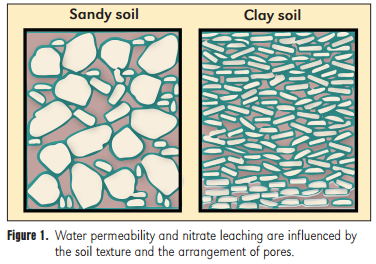 Sandy soil
Clay soil
Figure 1. Water permeability and nitrate leaching are influenced by
the soil texture and the arrangement of pores.